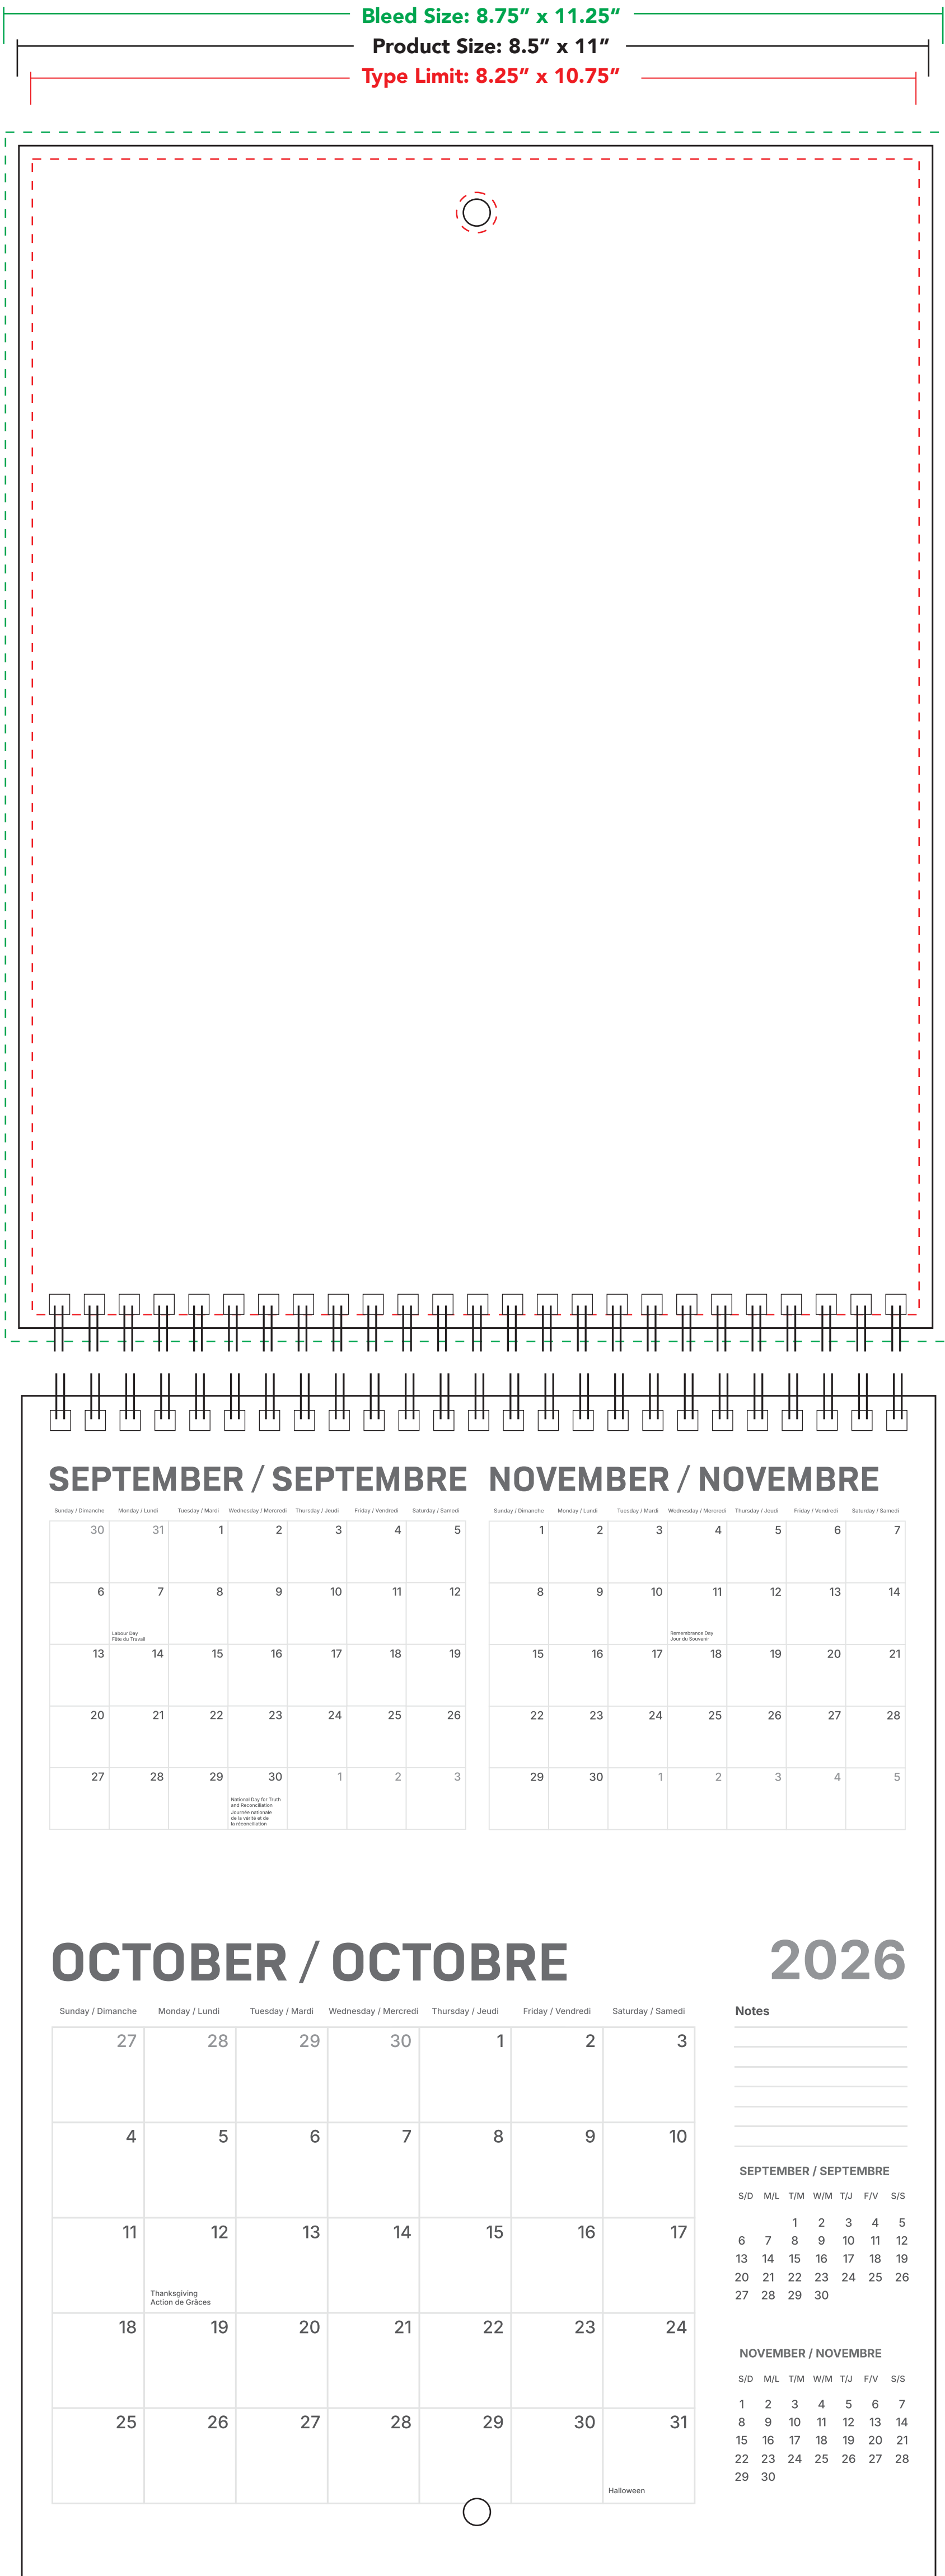 Bleed Size: 8.75” x 11.25”
Product Size: 8.5” x 11”
Type Limit: 8.25” x 10.75”
SEPTEMBER / SEPTEMBRE
Sunday / Dimanche Monday / Lundi Tuesday / Mardi Wednesday / Mercredi Thursday / Jeudi Friday / Vendredi Saturday / Samedi
30 31 1 2 3 4 5
6 7 8 9 10 11 12
Labour Day
Fête du Travail
13 14 15 16 17 18 19
20 21 22 23 24 25 26
27 28 29 30 1 2 3
National Day for Truth
and Reconciliation
Journée nationale
de la vérité et de
la réconciliation
NOVEMBER / NOVEMBRE
Sunday / Dimanche Monday / Lundi Tuesday / Mardi Wednesday / Mercredi Thursday / Jeudi Friday / Vendredi Saturday / Samedi
1 2 3 4 5 6 7
8 9 10 11 12 13 14
Remembrance Day
Jour du Souvenir
15 16 17 18 19 20 21
22 23 24 25 26 27 28
29 30 1 2 3 4 5
OCTOBER / OCTOBRE
2026
Sunday / Dimanche Monday / Lundi Tuesday / Mardi Wednesday / Mercredi Thursday / Jeudi Friday / Vendredi Saturday / Samedi
27 28 29 30 1 2 3
4 5 6 7 8 9 10
11 12 13 14 15 16 17
Thanksgiving
Action de Grâces
18 19 20 21 22 23 24
25 26 27 28 29 30 31
Halloween
Notes
SEPTEMBER / SEPTEMBRE
S/D M/L T/M W/M T/J F/V S/S
1 2 3 4 5
6 7 8 9 10 11 12
13 14 15 16 17 18 19
20 21 22 23 24 25 26
27 28 29 30
NOVEMBER / NOVEMBRE
S/D M/L T/M W/M T/J F/V S/S
1 2 3 4 5 6 7
8 9 10 11 12 13 14
15 16 17 18 19 20 21
22 23 24 25 26 27 28
29 30